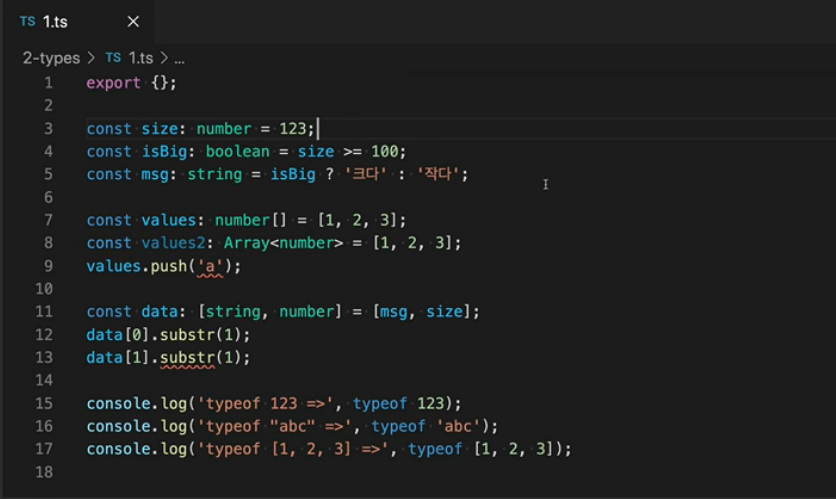 TS 1.ts ×
2-types > TS 1.ts > ...
1 export {};
2
3 const size: number = 123;
4 const isBig: boolean = size >= 100;
5 const msg: string = isBig ? '크다' : '작다';
6
7 const values: number[] = [1, 2, 3];
8 const values2: Array<number> = [1, 2, 3];
9 values.push('a');
10
11 const data: [string, number] = [msg, size];
12 data[0].substr(1);
13 data[1].substr(1);
14
15 console.log('typeof 123 =>', typeof 123);
16 console.log('typeof "abc" =>', typeof 'abc');
17 console.log('typeof [1, 2, 3] =>', typeof [1, 2, 3]);
18